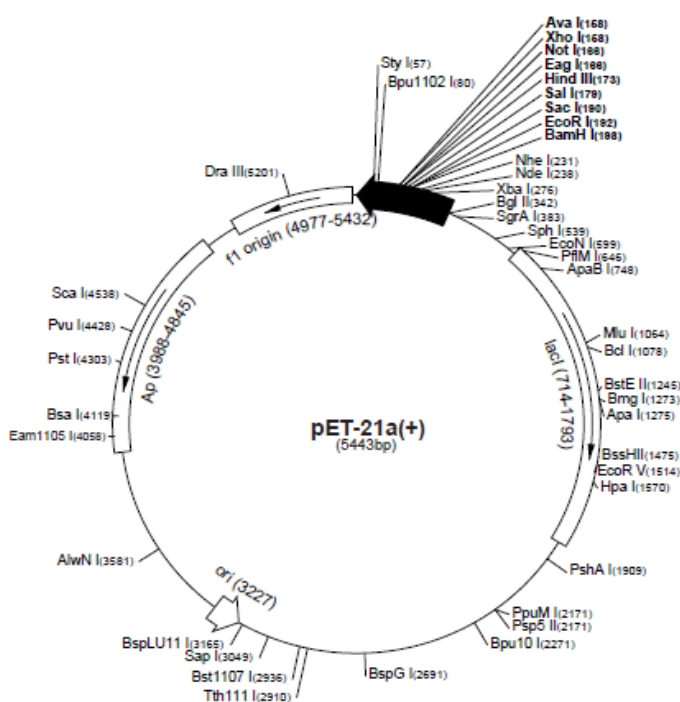 Ava I(158)
Xho I(158)
Not I(166)
Eag I(166)
Hind III(173)
Sal I(179)
Sac I(190)
EcoR I(192)
BamH I(198)
Sty I(57)
Bpu1102 I(80)
Nhe I(231)
Nde I(238)
Xba I(276)
Bgl II(342)
SgrA I(383)
Sph I(539)
EcoN I(599)
PflM I(646)
ApaB I(748)
Dra III(5201)
f1 origin (4977-5432)
Sca I(4538)
Pvu I(4428)
Pst I(4303)
Bsa I(4119)
Eam1105 I(4058)
Ap (3988-4845)
Mlu I(1064)
Bcl I(1078)
BstE II(1245)
Bmg I(1273)
Apa I(1275)
BssHII(1475)
EcoR V(1514)
Hpa I(1570)
lacI (714-1793)
pET-21a(+)
(5443bp)
AlwN I(3581)
ori (3227)
PshA I(1909)
PpuM I(2171)
Psp5 II(2171)
Bpu10 I(2271)
BspLU11 I(3165)
Sap I(3049)
Bst1107 I(2936)
Tth111 I(2910)
BspG I(2691)